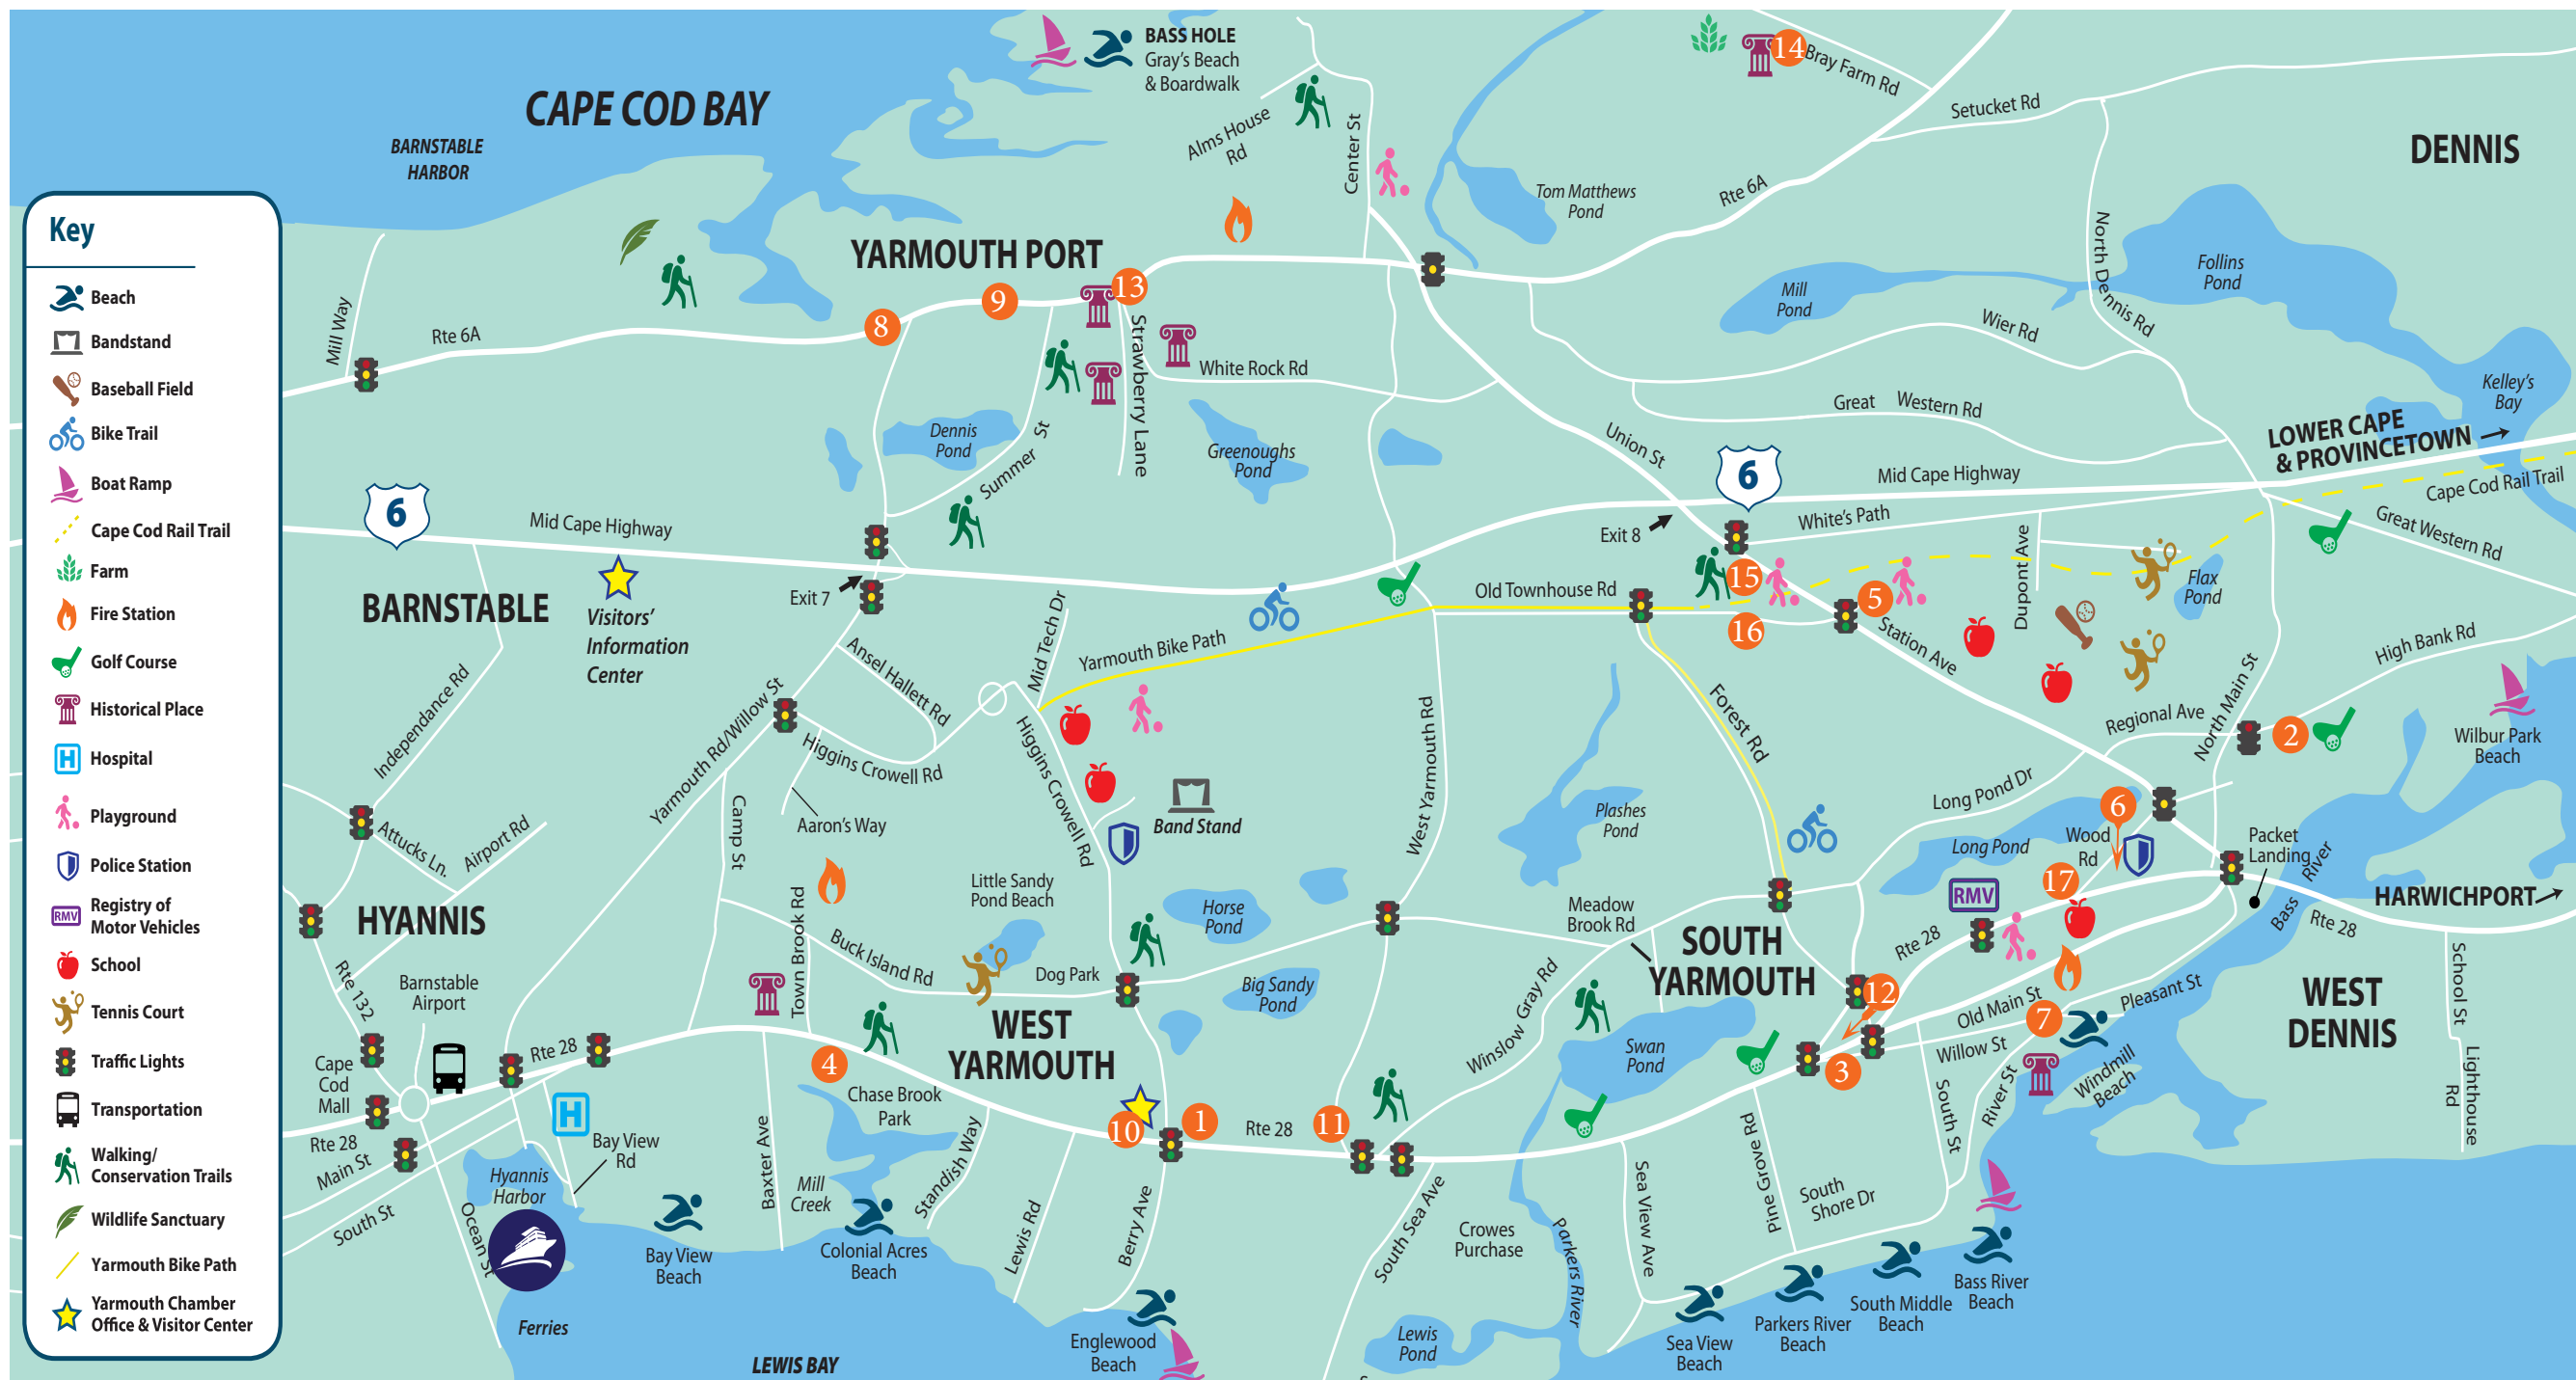 Key
Beach
Bandstand
Baseball Field
Bike Trail
Boat Ramp
Cape Cod Rail Trail
Farm
Fire Station
Golf Course
Historical Place
H
Hospital
Playground
Police Station
RMV
Registry of
Motor Vehicles
School
Tennis Court
Traffic Lights
Transportation
Walking/
Conservation Trails
Wildlife Sanctuary
Yarmouth Bike Path
Yarmouth Chamber
Office & Visitor Center
CAPE COD BAY
BARNSTABLE
HARBOR
BASS HOLE
Gray's Beach
& Boardwalk
Alms House
Rd
Center St
14
Bray Farm Rd
Setucket Rd
DENNIS
Tom Matthews
Pond
Rte 6A
North Dennis Rd
Follins
Pond
Mill
Pond
Wier Rd
Kelley's
Bay
YARMOUTH PORT
Mill Way
Rte 6A
8
9
13
Strawberry Lane
White Rock Rd
Great Western Rd
LOWER CAPE
& PROVINCETOWN
Cape Cod Rail Trail
Great Western Rd
Dennis
Pond
Summer St
Greenoughs
Pond
Union St
6
Mid Cape Highway
6
Mid Cape Highway
Exit 8
White's Path
Dupont Ave
Flax
Pond
BARNSTABLE
Visitors'
Information
Center
Exit 7
Mid Tech Dr
Yarmouth Bike Path
Old Townhouse Rd
15
16
5
Station Ave
High Bank Rd
Independance Rd
Ansel Hallett Rd
Yarmouth Rd/Willow St
Higgins Crowell Rd
Higgins Crowell Rd
West Yarmouth Rd
Forest Rd
Regional Ave
North Main St
2
Wilbur Park
Beach
Attucks Ln.
Airport Rd
Camp St
Aaron's Way
Band Stand
Plashes
Pond
Long Pond Dr
Long Pond
6
Wood
Rd
Packet
Landing
Bass River
HYANNIS
Rte 132
Barnstable
Airport
Town Brook Rd
Buck Island Rd
Little Sandy
Pond Beach
Dog Park
Horse
Pond
Big Sandy
Pond
Meadow
Brook Rd
SOUTH
YARMOUTH
RMV
17
Rte 28
HARWICHPORT
Rte 28
School St
Lighthouse
Rd
WEST
DENNIS
Cape
Cod
Mall
Rte 28
Rte 28
Main St
South St
Ocean St
H
Bay View
Rd
Hyannis
Harbor
Ferries
Bay View
Beach
Baxter Ave
4
Chase Brook
Park
WEST
YARMOUTH
Mill
Creek
Colonial Acres
Beach
Standish Way
Lewis Rd
Berry Ave
10
1
Rte 28
11
Englewood
Beach
LEWIS BAY
South Sea Ave
Crowes
Purchase
Lewis
Pond
Parkers River
Winslow Gray Rd
Swan
Pond
12
3
Old Main St
Willow St
7
Pleasant St
Windmill
Beach
River St
South St
Pine Grove Rd
Sea View Ave
South
Shore Dr
Sea View
Beach
Parkers River
Beach
South Middle
Beach
Bass River
Beach